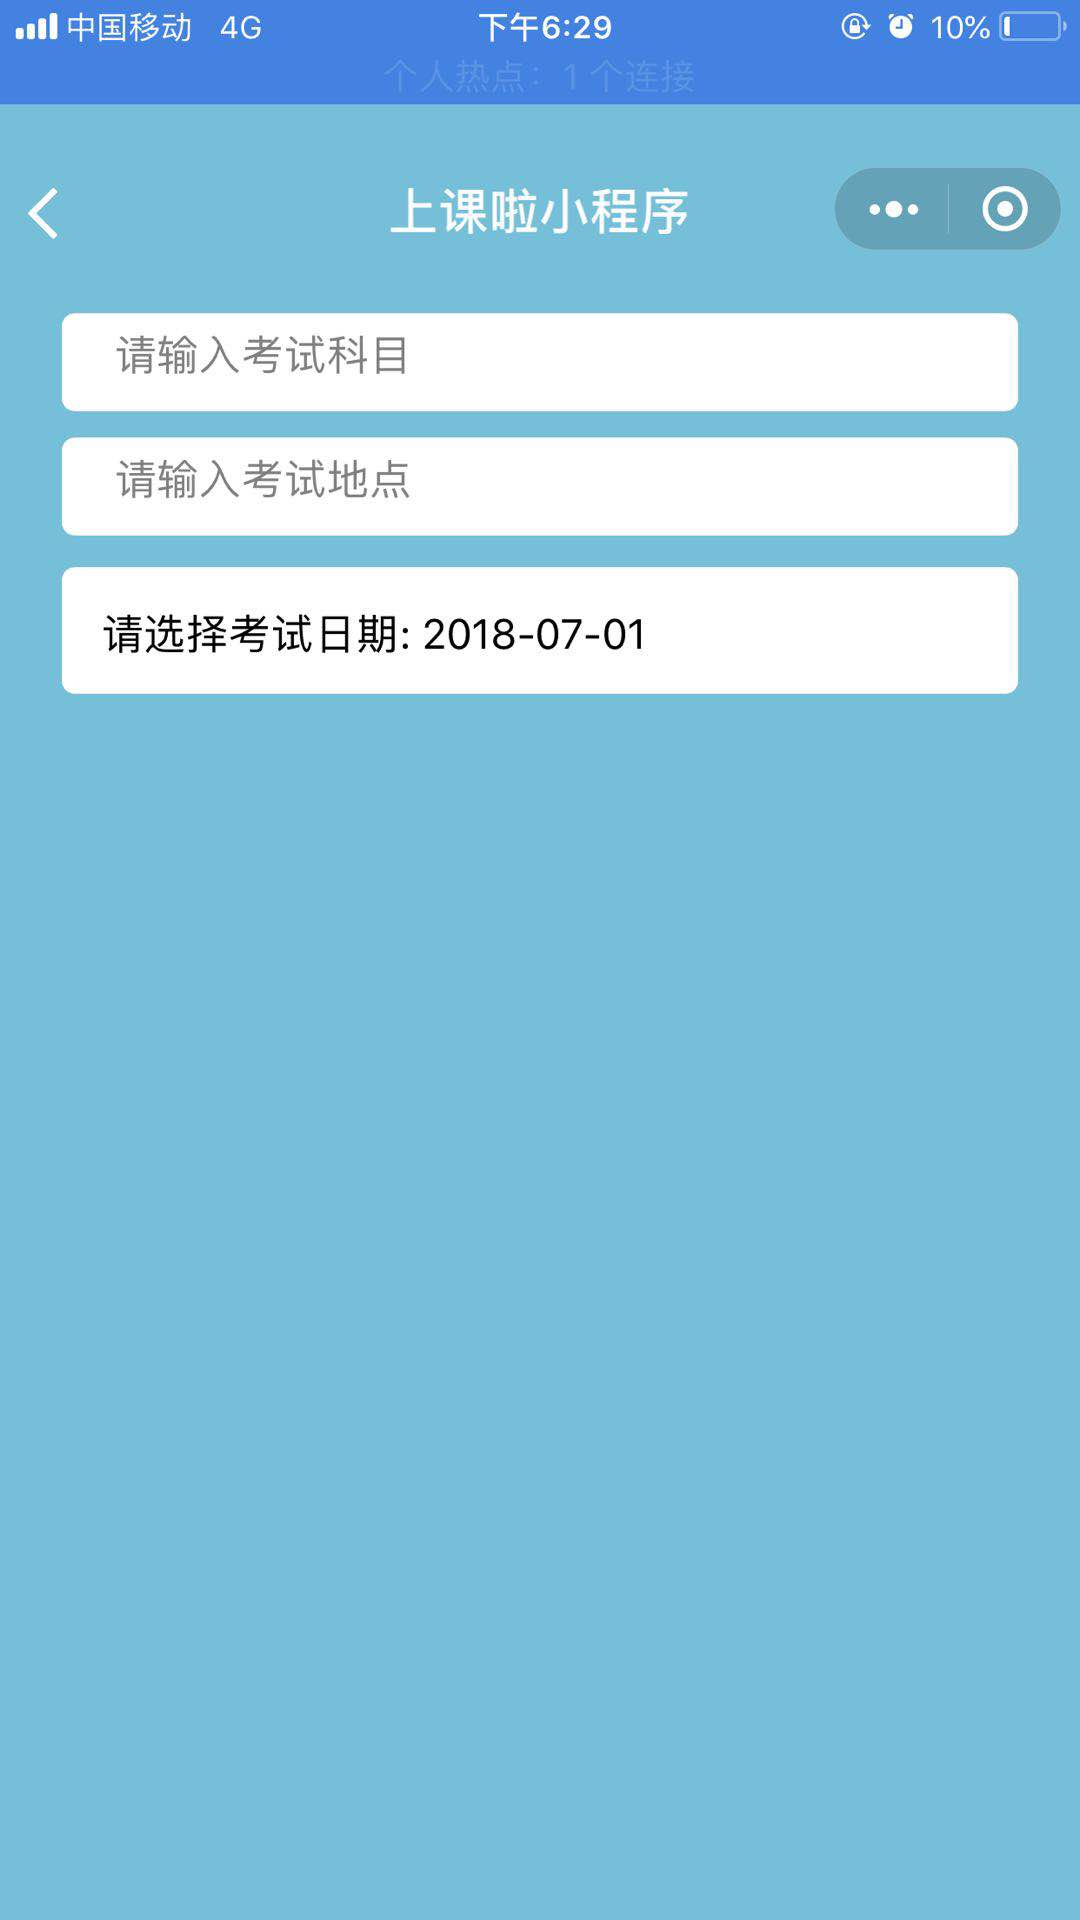 中国移动 4G 下午6:29 10%
个人热点：1 个连接
上课啦小程序
请输入考试科目
请输入考试地点
请选择考试日期: 2018-07-01